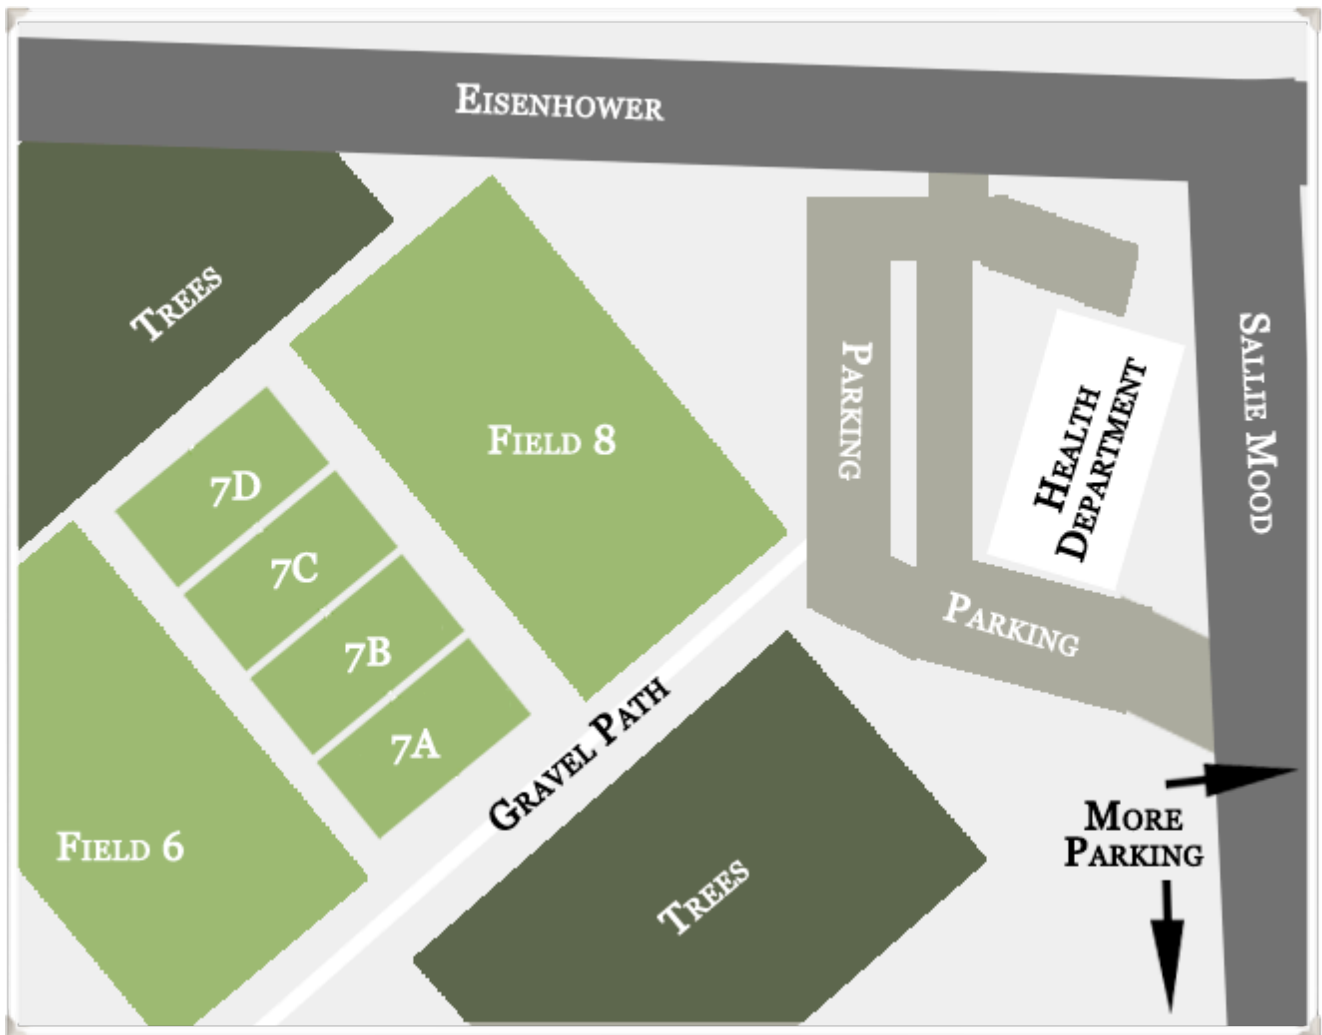 Eisenhower
Trees
Sallie Mood
Parking
Health
Department
Field 8
7D
7C
7B
7A
Parking
Gravel Path
Field 6
Trees
More
Parking